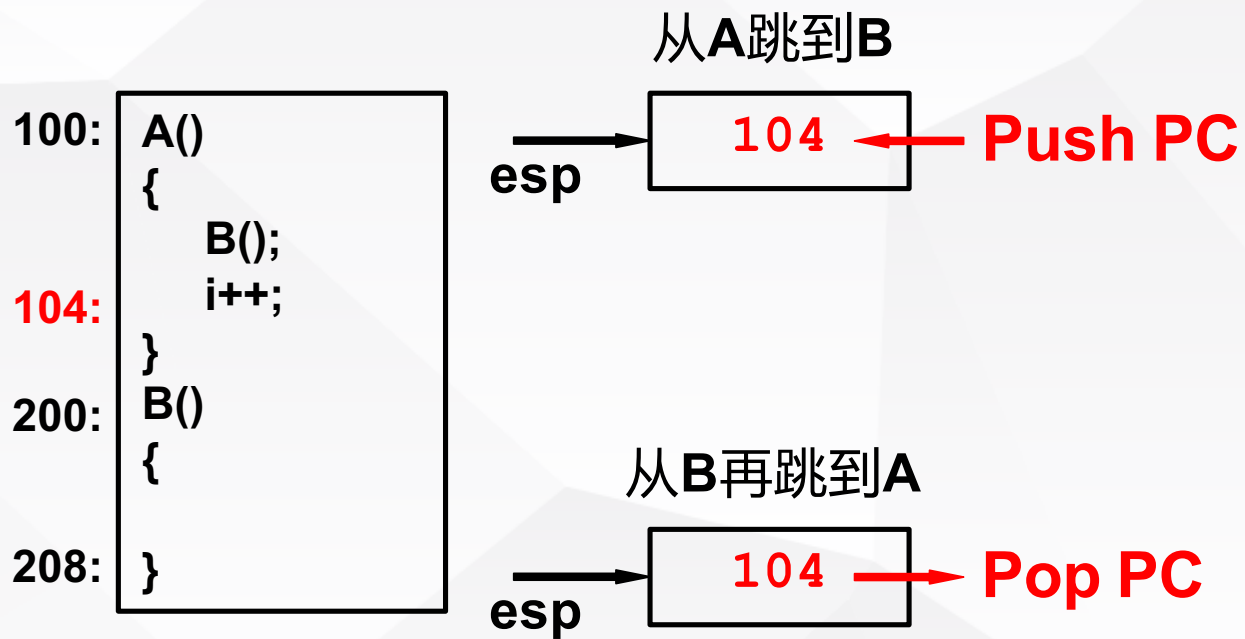 100:
A()
{
B();
104:
i++;
}
200:
B()
{
208:
}
从A跳到B
esp
104
Push PC
从B再跳到A
esp
104
Pop PC